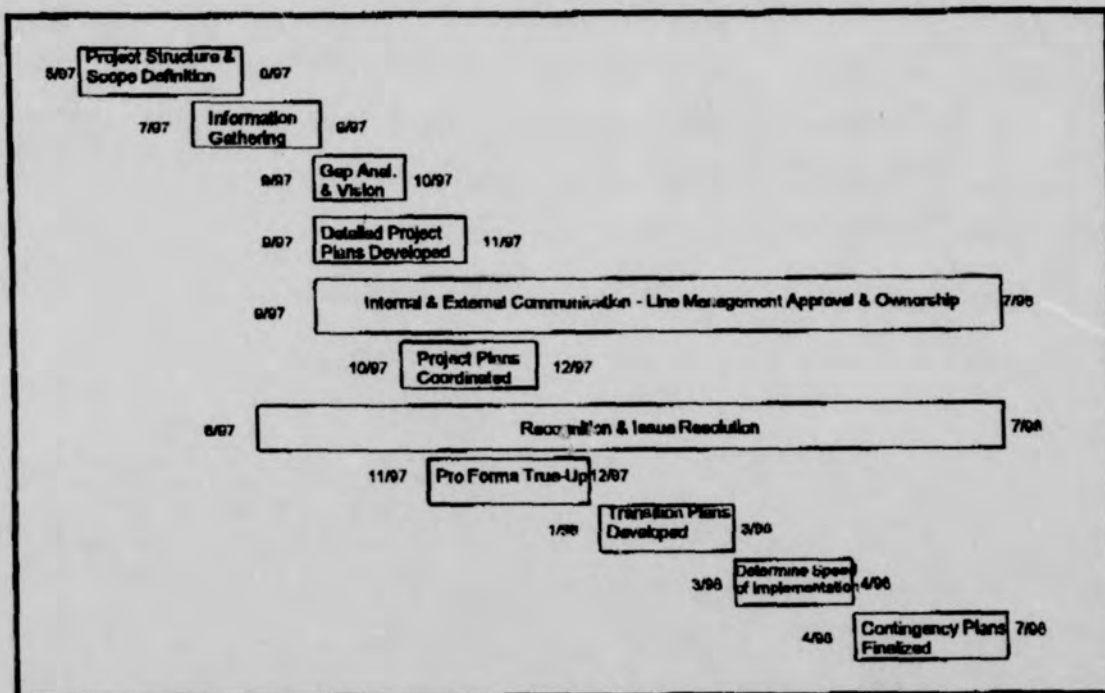 Project Structure &
5/97 Scope Definition
Information
7/97 Gathering 9/97
Gap Anal.
9/97 & Vision 10/97
Detailed Project
9/97 Plans Developed 11/97
Internal & External Communication - Line Management Approval & Ownership 7/98
9/97
Project Plans
10/97 Coordinated 12/97
Recognition & Issue Resolution
7/98
11/97 Pro Forma True-Up 12/97
Transition Plans
1/98 Developed 3/98
Determine Speed
3/98 of Implementation 4/98
Contingency Plans 7/98
4/98 Finalized